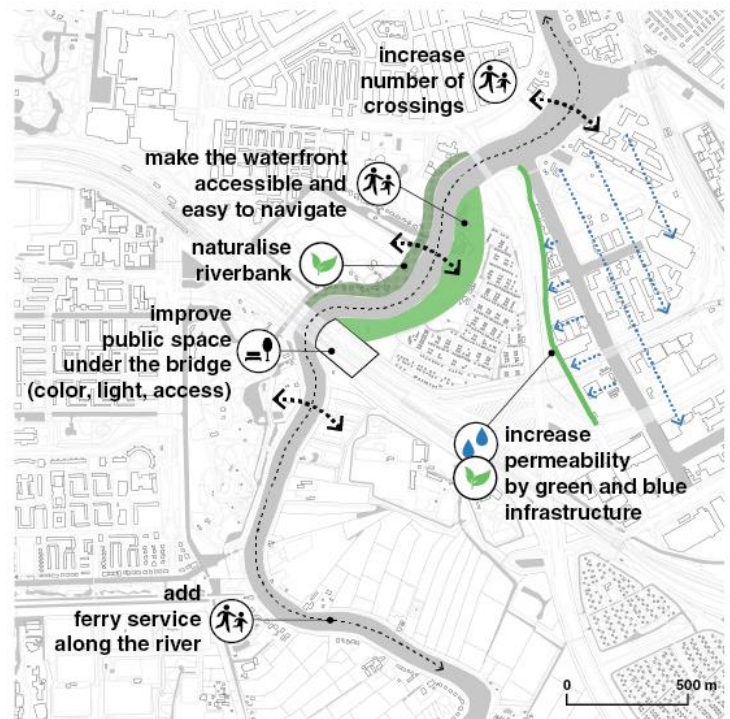 increase
number of
crossings
make the waterfront
accessible and
easy to navigate
naturalise
riverbank
improve
public space
under the bridge
(color, light, access)
increase
permeability
by green and blue
infrastructure
add
ferry service
along the river
0 500 m